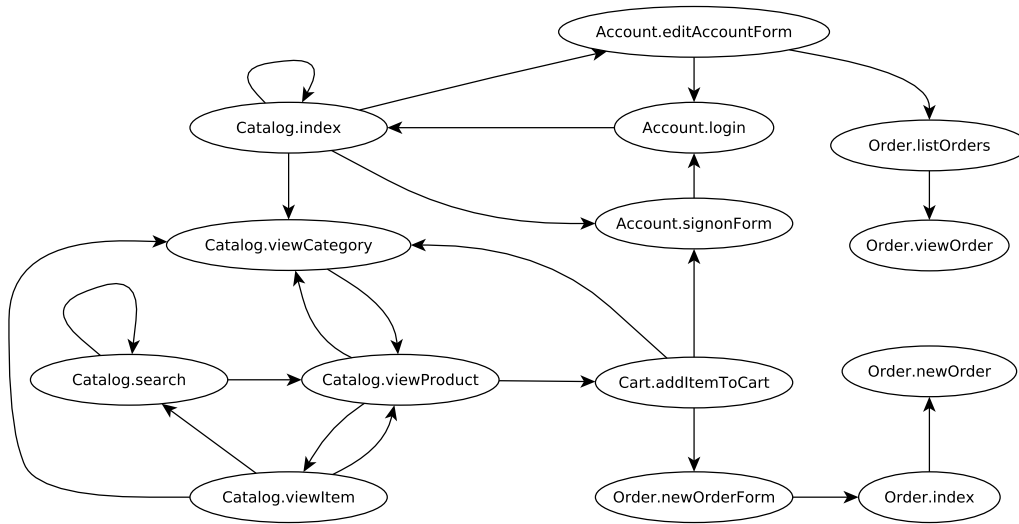 Account.editAccountForm
Catalog.index
Account.login
Order.listOrders
Account.signonForm
Catalog.viewCategory
Order.viewOrder
Catalog.search
Catalog.viewProduct
Cart.addItemToCart
Order.newOrder
Catalog.viewItem
Order.newOrderForm
Order.index